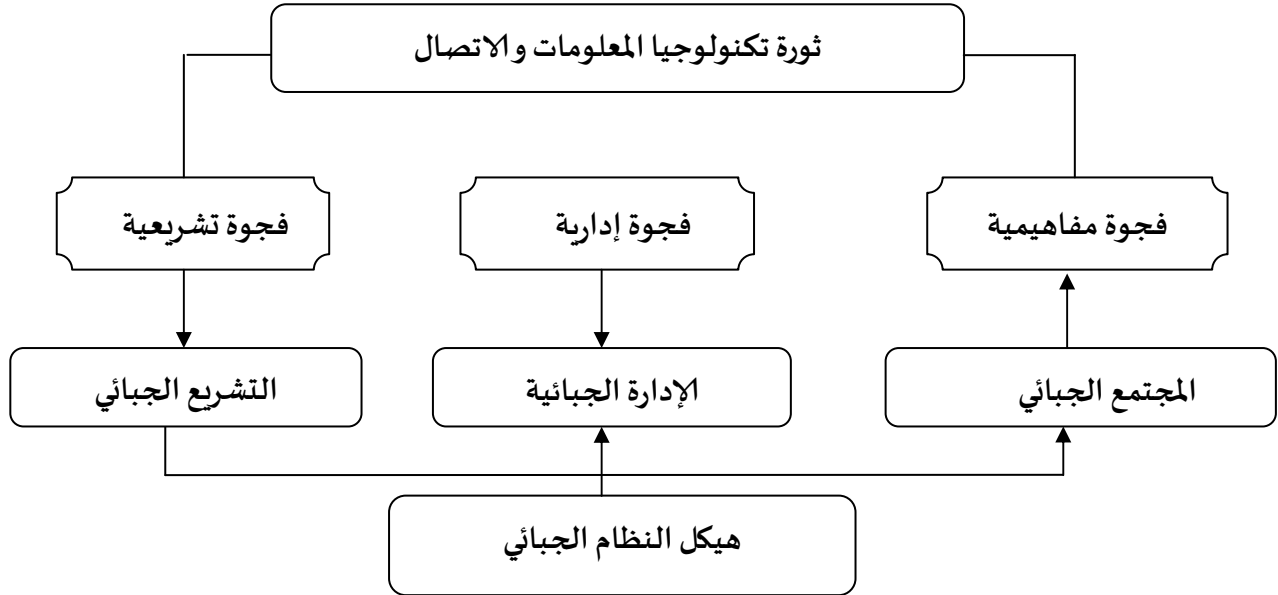 ثورة تكنولوجيا المعلومات والاتصال
فجوة مفاهيمية
فجوة إدارية
فجوة تشريعية
المجتمع الجبائي
الإدارة الجبائية
التشريع الجبائي
هيكل النظام الجبائي